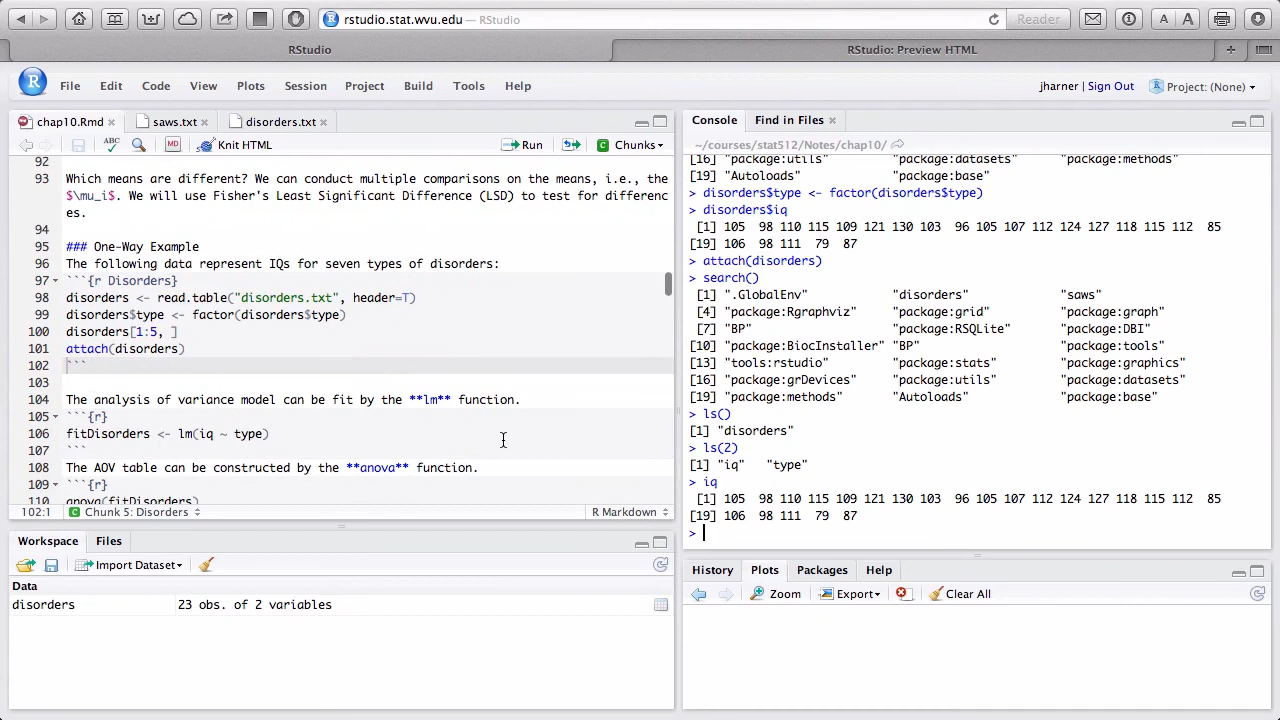 rstudio.stat.wvu.edu — RStudio
Reader
A A
RStudio
RStudio: Preview HTML
+
R File Edit Code View Plots Session Project Build Tools Help
jharner | Sign Out Project: (None)
chap10.Rmd saws.txt disorders.txt
ABC MD Knit HTML Run Chunks
92
93 Which means are different? We can conduct multiple comparisons on the means, i.e., the
$\mu_i$. We will use Fisher's Least Significant Difference (LSD) to test for differenc
es.
94
95 ### One-Way Example
96 The following data represent IQs for seven types of disorders:
97 ```{r Disorders}
98 disorders <- read.table("disorders.txt", header=T)
99 disorders$type <- factor(disorders$type)
100 disorders[1:5, ]
101 attach(disorders)
102 ```
103
104 The analysis of variance model can be fit by the **lm** function.
105 ```{r}
106 fitDisorders <- lm(iq ~ type)
107 ```
108 The AOV table can be constructed by the **anova** function.
109 ```{r}
110 anova(fitDisorders)
102:1 C Chunk 5: Disorders R Markdown
Workspace Files
Import Dataset
Data
disorders 23 obs. of 2 variables
Console Find in Files
~/courses/stat512/Notes/chap10/
[16] "package:utils" "package:datasets" "package:methods"
[19] "Autoloads" "package:base"
> disorders$type <- factor(disorders$type)
> disorders$iq
[1] 105 98 110 115 109 121 130 103 96 105 107 112 124 127 118 115 112 85
[19] 106 98 111 79 87
> attach(disorders)
> search()
[1] ".GlobalEnv" "disorders" "saws"
[4] "package:Rgraphviz" "package:grid" "package:graph"
[7] "BP" "package:RSQLite" "package:DBI"
[10] "package:BiocInstaller" "BP" "package:tools"
[13] "tools:rstudio" "package:stats" "package:graphics"
[16] "package:grDevices" "package:utils" "package:datasets"
[19] "package:methods" "Autoloads" "package:base"
> ls()
[1] "disorders"
> ls(2)
[1] "iq" "type"
> iq
[1] 105 98 110 115 109 121 130 103 96 105 107 112 124 127 118 115 112 85
[19] 106 98 111 79 87
>
History Plots Packages Help
Zoom Export Clear All